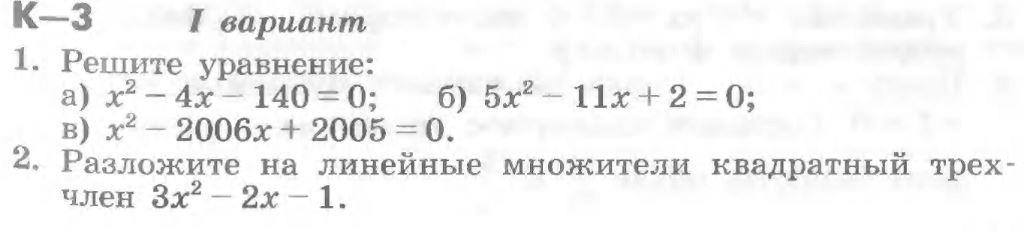 К—3 I вариант
1. Решите уравнение:
а) x² − 4x − 140 = 0; б) 5x² − 11x + 2 = 0;
в) x² − 2006x + 2005 = 0.
2. Разложите на линейные множители квадратный трех-
член 3x² − 2x − 1.